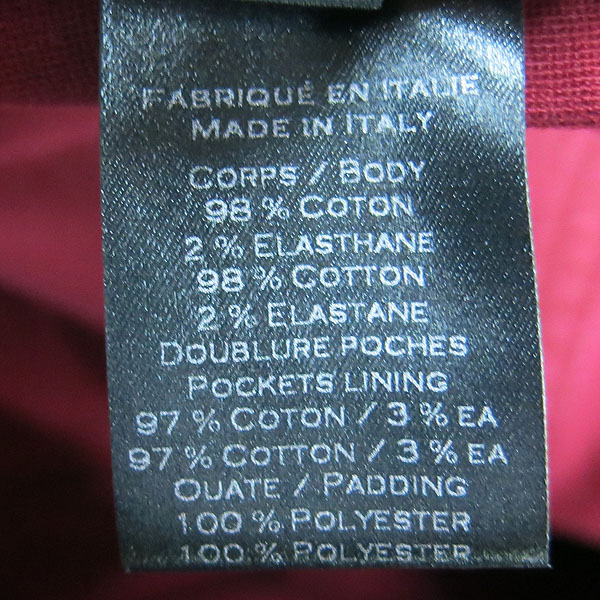 FABRIQUÉ EN ITALIE
MADE IN ITALY
CORPS / BODY
98 % COTON
2 % ELASTHANE
98 % COTTON
2 % ELASTANE
DOUBLURE POCHES
POCKETS LINING
97 % COTON / 3 % EA
97 % COTTON / 3 % EA
OUATE / PADDING
100 % POLYESTER
100 % POLYESTER